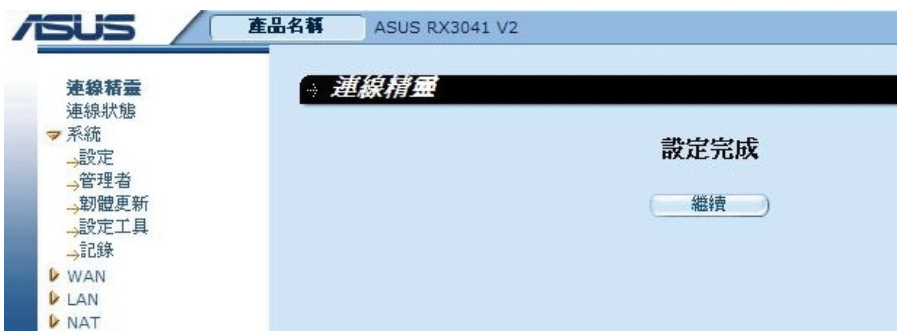 ASUS 產品名稱 ASUS RX3041 V2
連線精靈
連線狀態
系統
設定
管理者
韌體更新
設定工具
記錄
WAN
LAN
NAT
連線精靈
設定完成
繼續